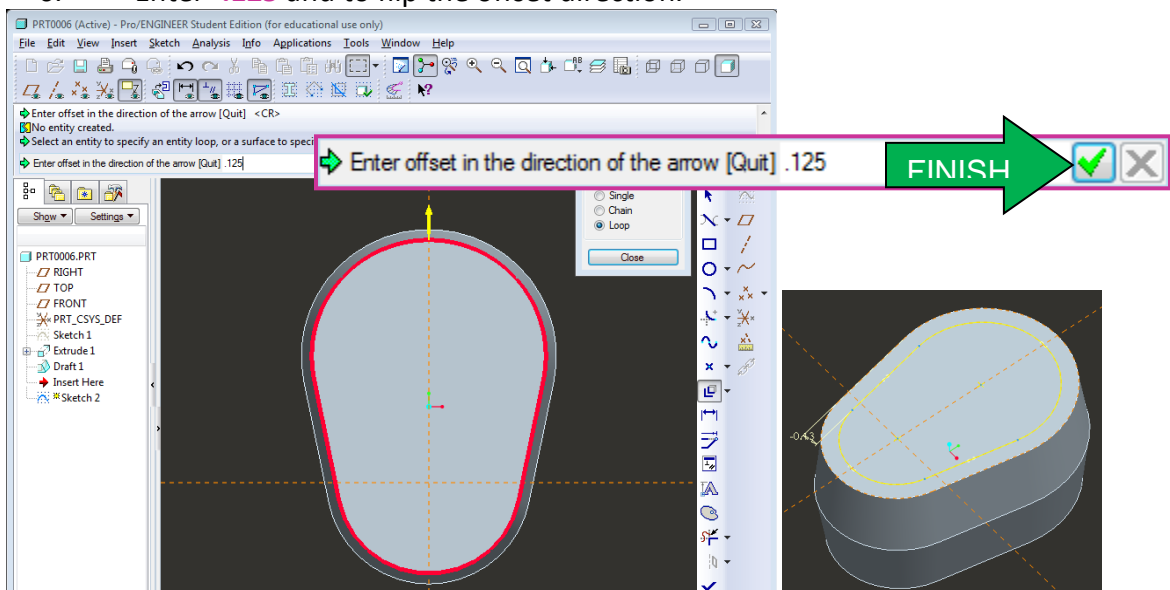 PRT0006 (Active) - Pro/ENGINEER Student Edition (for educational use only)
File Edit View Insert Sketch Analysis Info Applications Tools Window Help
Enter offset in the direction of the arrow [Quit] <CR>
No entity created.
Select an entity to specify an entity loop, or a surface to speci
Enter offset in the direction of the arrow [Quit] .125
Enter offset in the direction of the arrow [Quit] .125
FINISH
Show Settings
PRT0006.PRT
RIGHT
TOP
FRONT
PRT_CSYS_DEF
Sketch 1
Extrude 1
Draft 1
Insert Here
Sketch 2
Single
Chain
Loop
Close